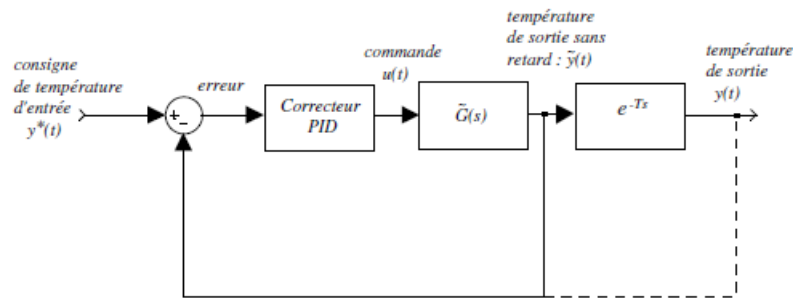 consigne
de température
d'entrée
y*(t)
+
−
erreur
Correcteur
PID
commande
u(t)
G̃(s)
température
de sortie sans
retard : ỹ(t)
e^{-Ts}
température
de sortie
y(t)